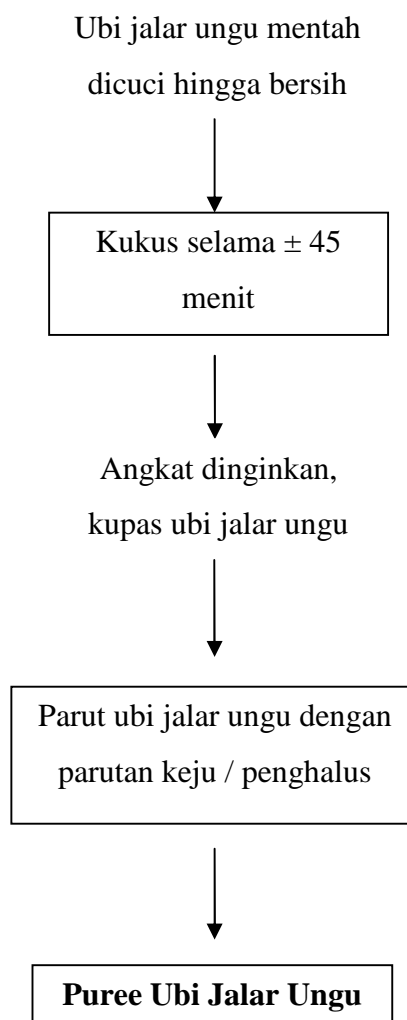 Ubi jalar ungu mentah
dicuci hingga bersih
Kukus selama ± 45
menit
Angkat dinginkan,
kupas ubi jalar ungu
Parut ubi jalar ungu dengan
parutan keju / penghalus
Puree Ubi Jalar Ungu